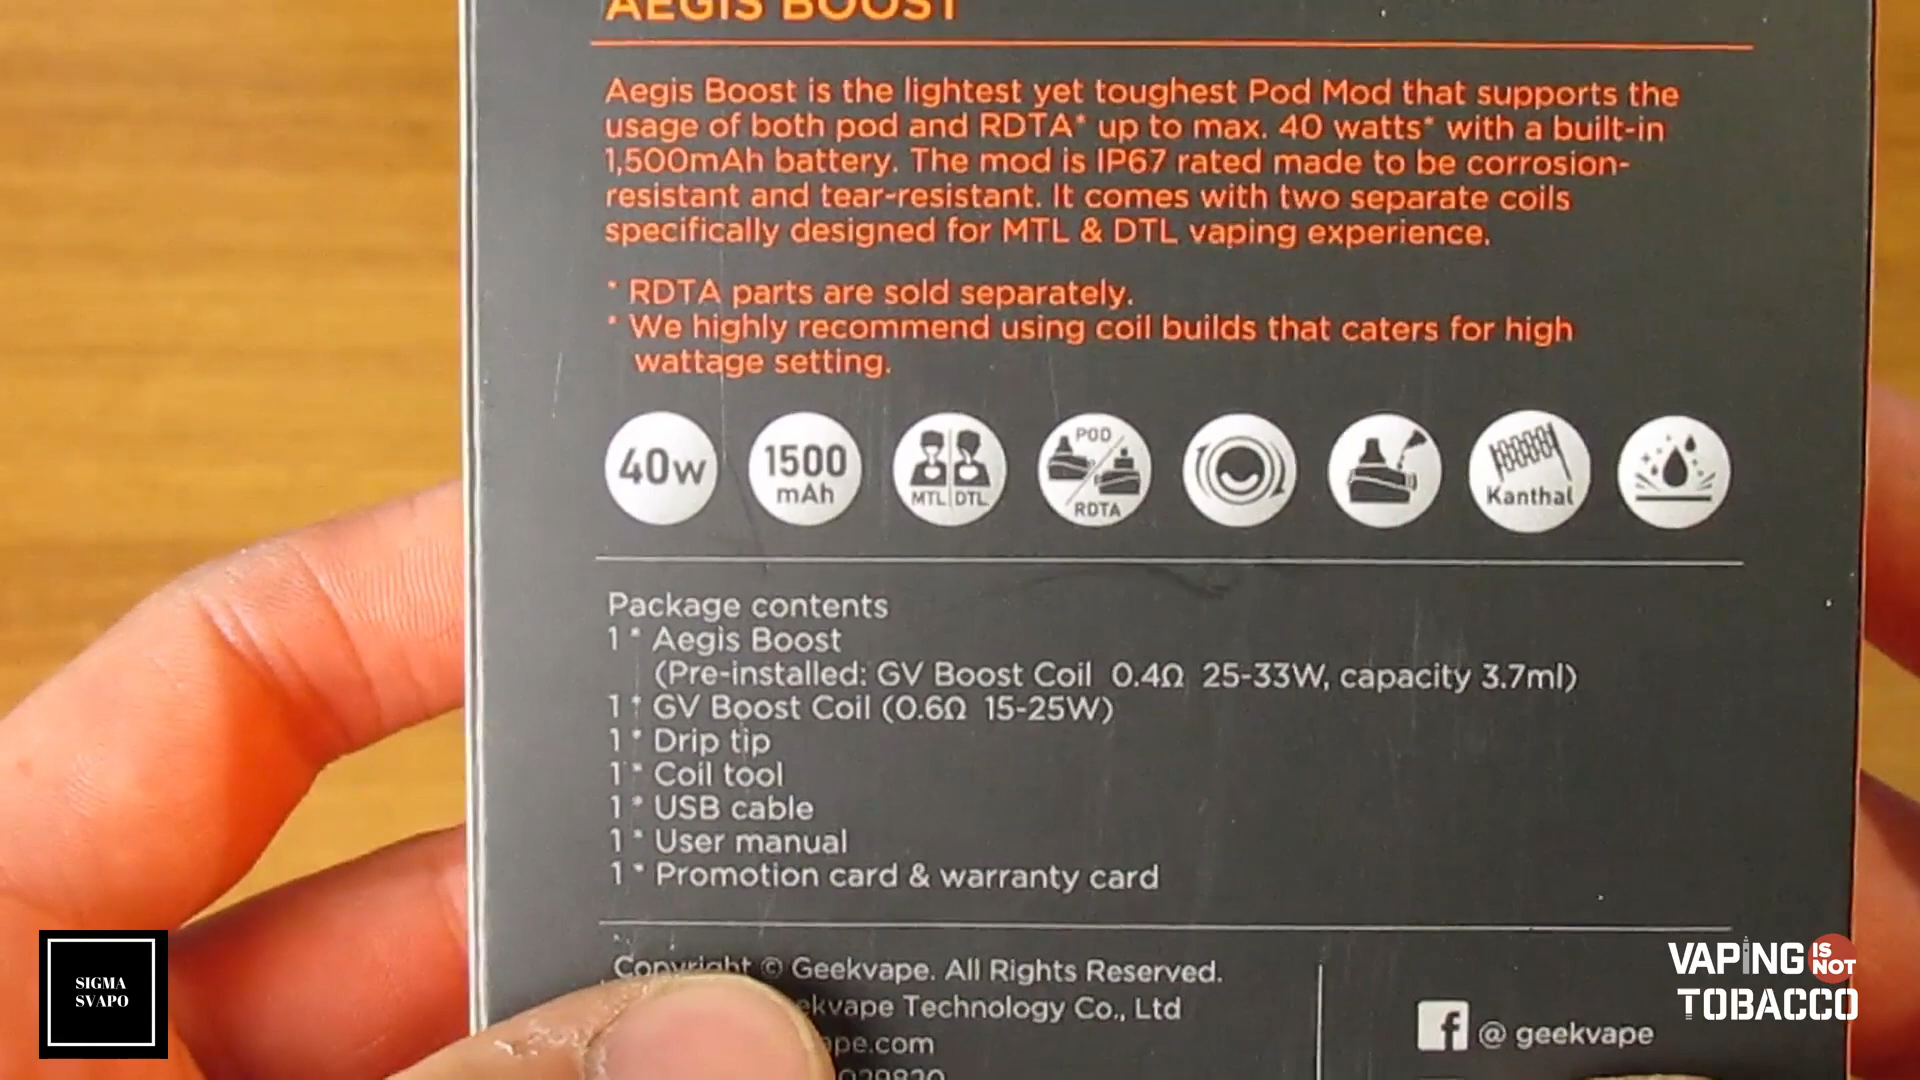 AEGIS BOOST
Aegis Boost is the lightest yet toughest Pod Mod that supports the
usage of both pod and RDTA* up to max. 40 watts* with a built-in
1,500mAh battery. The mod is IP67 rated made to be corrosion-
resistant and tear-resistant. It comes with two separate coils
specifically designed for MTL & DTL vaping experience.
* RDTA parts are sold separately.
* We highly recommend using coil builds that caters for high
wattage setting.
40W
1500
mAh
MTL DTL
POD
RDTA
Kanthal
Package contents
1 * Aegis Boost
(Pre-installed: GV Boost Coil 0.4Ω 25-33W, capacity 3.7ml)
1 * GV Boost Coil (0.6Ω 15-25W)
1 * Drip tip
1 * Coil tool
1 * USB cable
1 * User manual
1 * Promotion card & warranty card
Copyright © Geekvape. All Rights Reserved.
Technology Co., Ltd
@ geekvape
SIGMA
SVAPO
VAPING IS NOT
TOBACCO